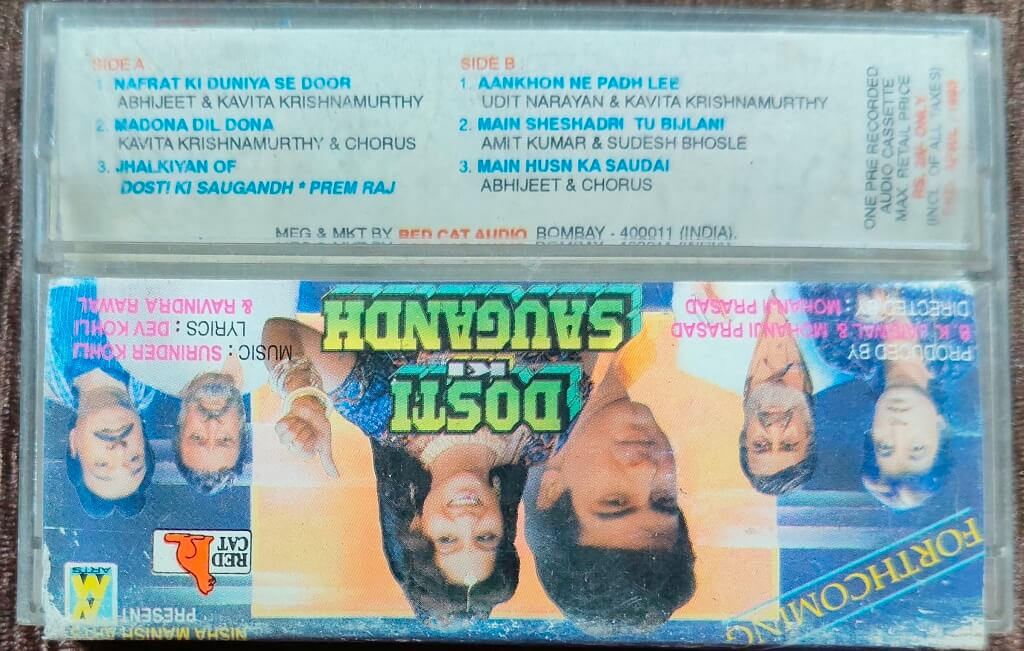 SIDE A :
1. NAFRAT KI DUNIYA SE DOOR
ABHIJEET & KAVITA KRISHNAMURTHY
2. MADONA DIL DONA
KAVITA KRISHNAMURTHY & CHORUS
3. JHALKIYAN OF
DOSTI KI SAUGANDH * PREM RAJ
SIDE B :
1. AANKHON NE PADH LEE
UDIT NARAYAN & KAVITA KRISHNAMURTHY
2. MAIN SHESHADRI TU BIJLANI
AMIT KUMAR & SUDESH BHOSLE
3. MAIN HUSN KA SAUDAI
ABHIJEET & CHORUS
MFG & MKT BY RED CAT AUDIO BOMBAY - 400011 (INDIA).
ONE PRE RECORDED
AUDIO CASSETTE
MAX. RETAIL PRICE
RS. ONLY
(INCL. OF ALL TAXES)
NISHA MANISH
PRESENT
ARTS
RED
CAT
FORTHCOMING
DOSTI
KI
SAUGANDH
PRODUCED BY
B. K. & MOHANJI PRASAD
DIRECTED BY : MOHANJI PRASAD
MUSIC : SURINDER KOHLI
LYRICS : DEV KOHLI
& RAVINDRA RAWAL